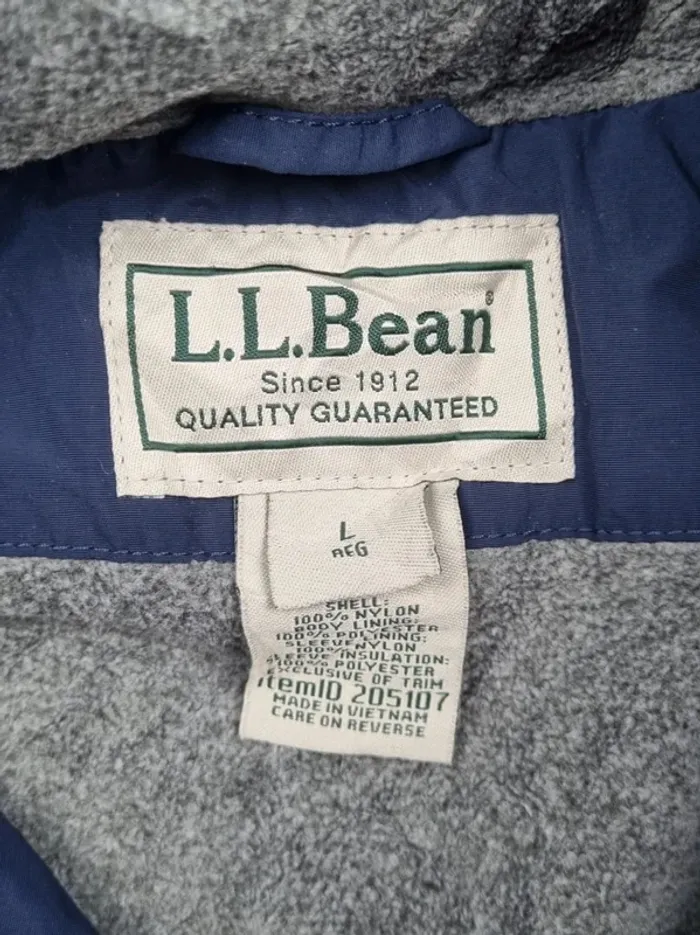 L.L.Bean®
Since 1912
QUALITY GUARANTEED
L
REG
SHELL:
100% NYLON
BODY LINING:
100% POLYESTER
SLEEVE LINING:
100% NYLON
SLEEVE INSULATION:
100% POLYESTER
EXCLUSIVE OF TRIM
ItemID 205107
MADE IN VIETNAM
CARE ON REVERSE